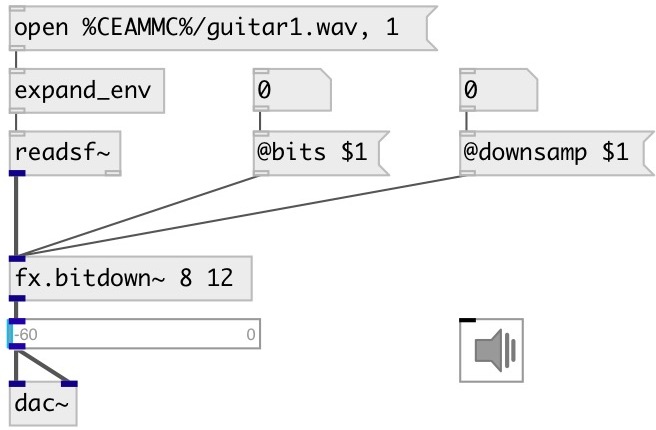 open %CEAMMC%/guitar1.wav, 1
expand_env
0
0
readsf~
@bits $1
@downsamp $1
fx.bitdown~ 8 12
-60 0
dac~